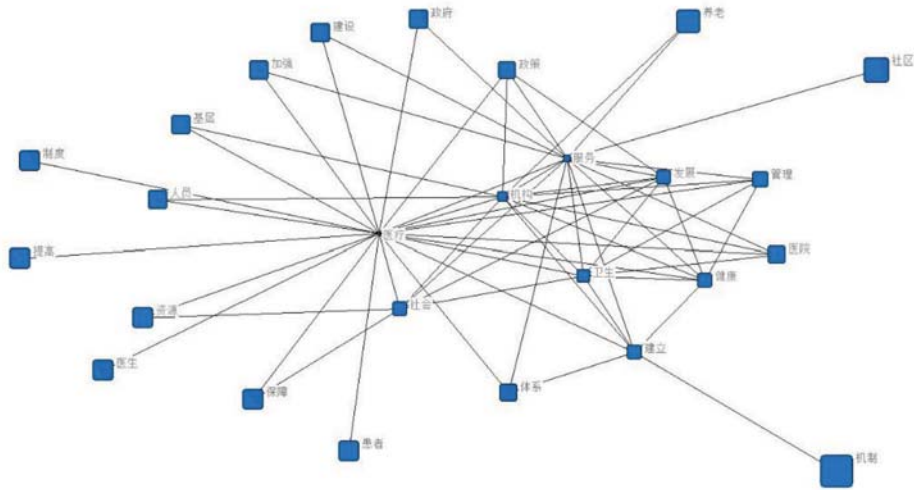 政府
养老
建设
加强
政策
社区
基层
服务
制度
发展
管理
人员
机构
医疗
提高
医院
卫生
健康
社会
资源
建立
医生
体系
保障
患者
机制